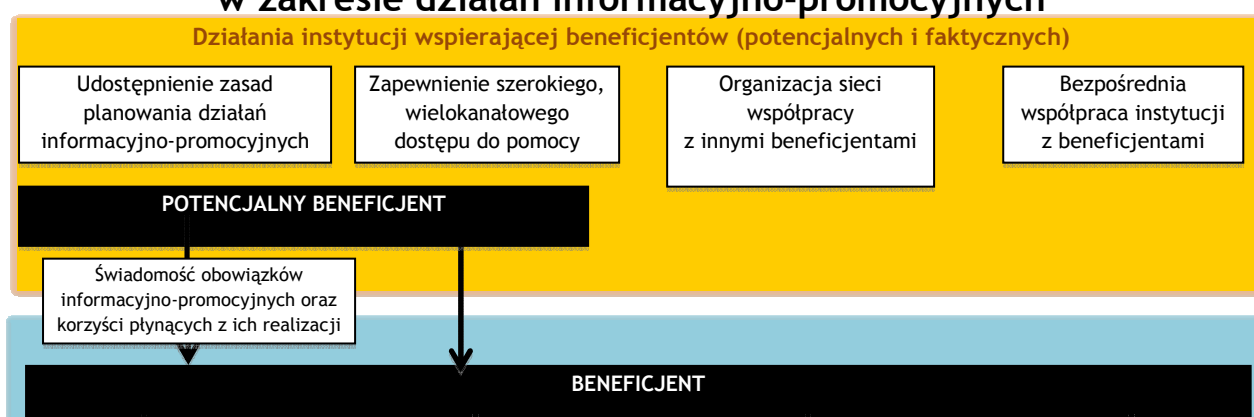 w zakresie działań informacyjno-promocyjnych
Działania instytucji wspierającej beneficjentów (potencjalnych i faktycznych)
Udostępnienie zasad
planowania działań
informacyjno-promocyjnych
Zapewnienie szerokiego,
wielokanałowego
dostępu do pomocy
Organizacja sieci
współpracy
z innymi beneficjentami
Bezpośrednia
współpraca instytucji
z beneficjentami
POTENCJALNY BENEFICJENT
Świadomość obowiązków
informacyjno-promocyjnych oraz
korzyści płynących z ich realizacji
BENEFICJENT